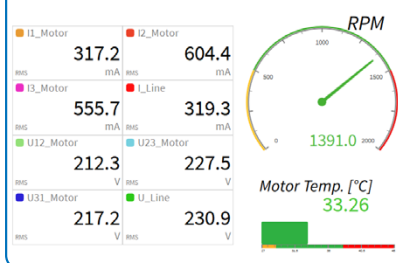 I1_Motor
317.2
RMS mA
I2_Motor
604.4
RMS mA
I3_Motor
555.7
RMS mA
I_Line
319.3
RMS mA
U12_Motor
212.3
RMS V
U23_Motor
227.5
RMS V
U31_Motor
217.2
RMS V
U_Line
230.9
RMS V
RPM
0
500
1000
1500
2000
1391.0
Motor Temp. [°C]
33.26